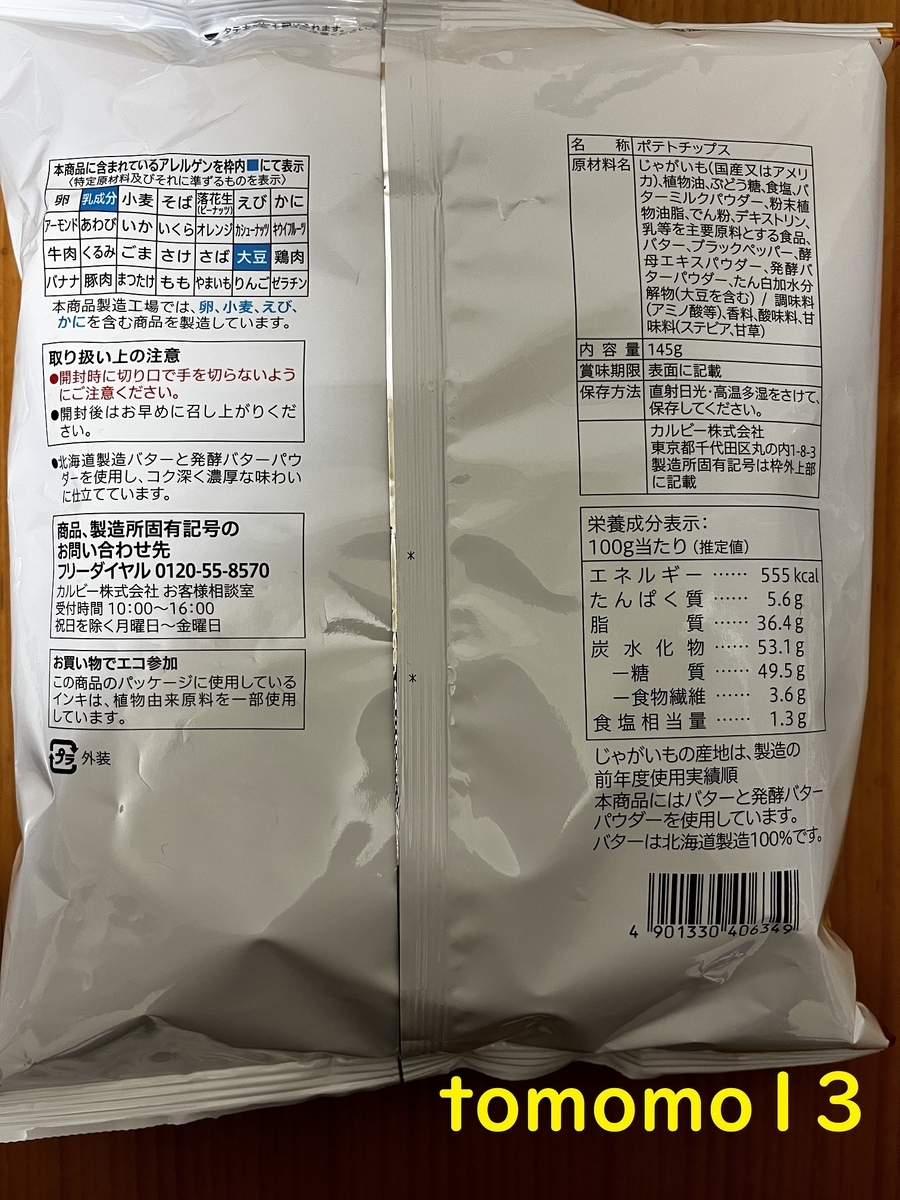 本商品に含まれているアレルゲンを枠内■にて表示
〈特定原材料及びそれに準ずるものを表示〉
卵 乳成分 小麦 そば 落花生(ピーナッツ) えび かに
アーモンド あわび いか いくら オレンジ カシューナッツ キウイフルーツ
牛肉 くるみ ごま さけ さば 大豆 鶏肉
バナナ 豚肉 まつたけ もも やまいも りんご ゼラチン
本商品製造工場では、卵、小麦、えび、
かにを含む商品を製造しています。
取り扱い上の注意
●開封時に切り口で手を切らないよう
にご注意ください。
●開封後はお早めに召し上がりくだ
さい。
●北海道製造バターと発酵バターパウ
ダーを使用し、コク深く濃厚な味わい
に仕立てています。
商品、製造所固有記号の
お問い合わせ先
フリーダイヤル 0120-55-8570
カルビー株式会社 お客様相談室
受付時間 10:00〜16:00
祝日を除く月曜日〜金曜日
お買い物でエコ参加
この商品のパッケージに使用している
インキは、植物由来原料を一部使用
しています。
プラ 外装
名称 ポテトチップス
原材料名 じゃがいも(国産又はアメリ
カ)、植物油、ぶどう糖、食塩、バ
ターミルクパウダー、粉末植
物油脂、でん粉、デキストリン、
乳等を主要原料とする食品、
バター、ブラックペッパー、酵
母エキスパウダー、発酵バ
ターパウダー、たん白加水分
解物(大豆を含む) / 調味料
(アミノ酸等)、香料、酸味料、甘
味料(ステビア、甘草)
内容量 145g
賞味期限 表面に記載
保存方法 直射日光・高温多湿をさけて、
保存してください。
カルビー株式会社
東京都千代田区丸の内1-8-3
製造所固有記号は枠外上部
に記載
栄養成分表示:
100g当たり(推定値)
エネルギー …… 555kcal
たんぱく質 …… 5.6g
脂質 …… 36.4g
炭水化物 …… 53.1g
－糖質 …… 49.5g
－食物繊維 …… 3.6g
食塩相当量 …… 1.3g
じゃがいもの産地は、製造の
前年度使用実績順
本商品にはバターと発酵バター
パウダーを使用しています。
バターは北海道製造100%です。
4 901330 406349
*
*
tomomo13